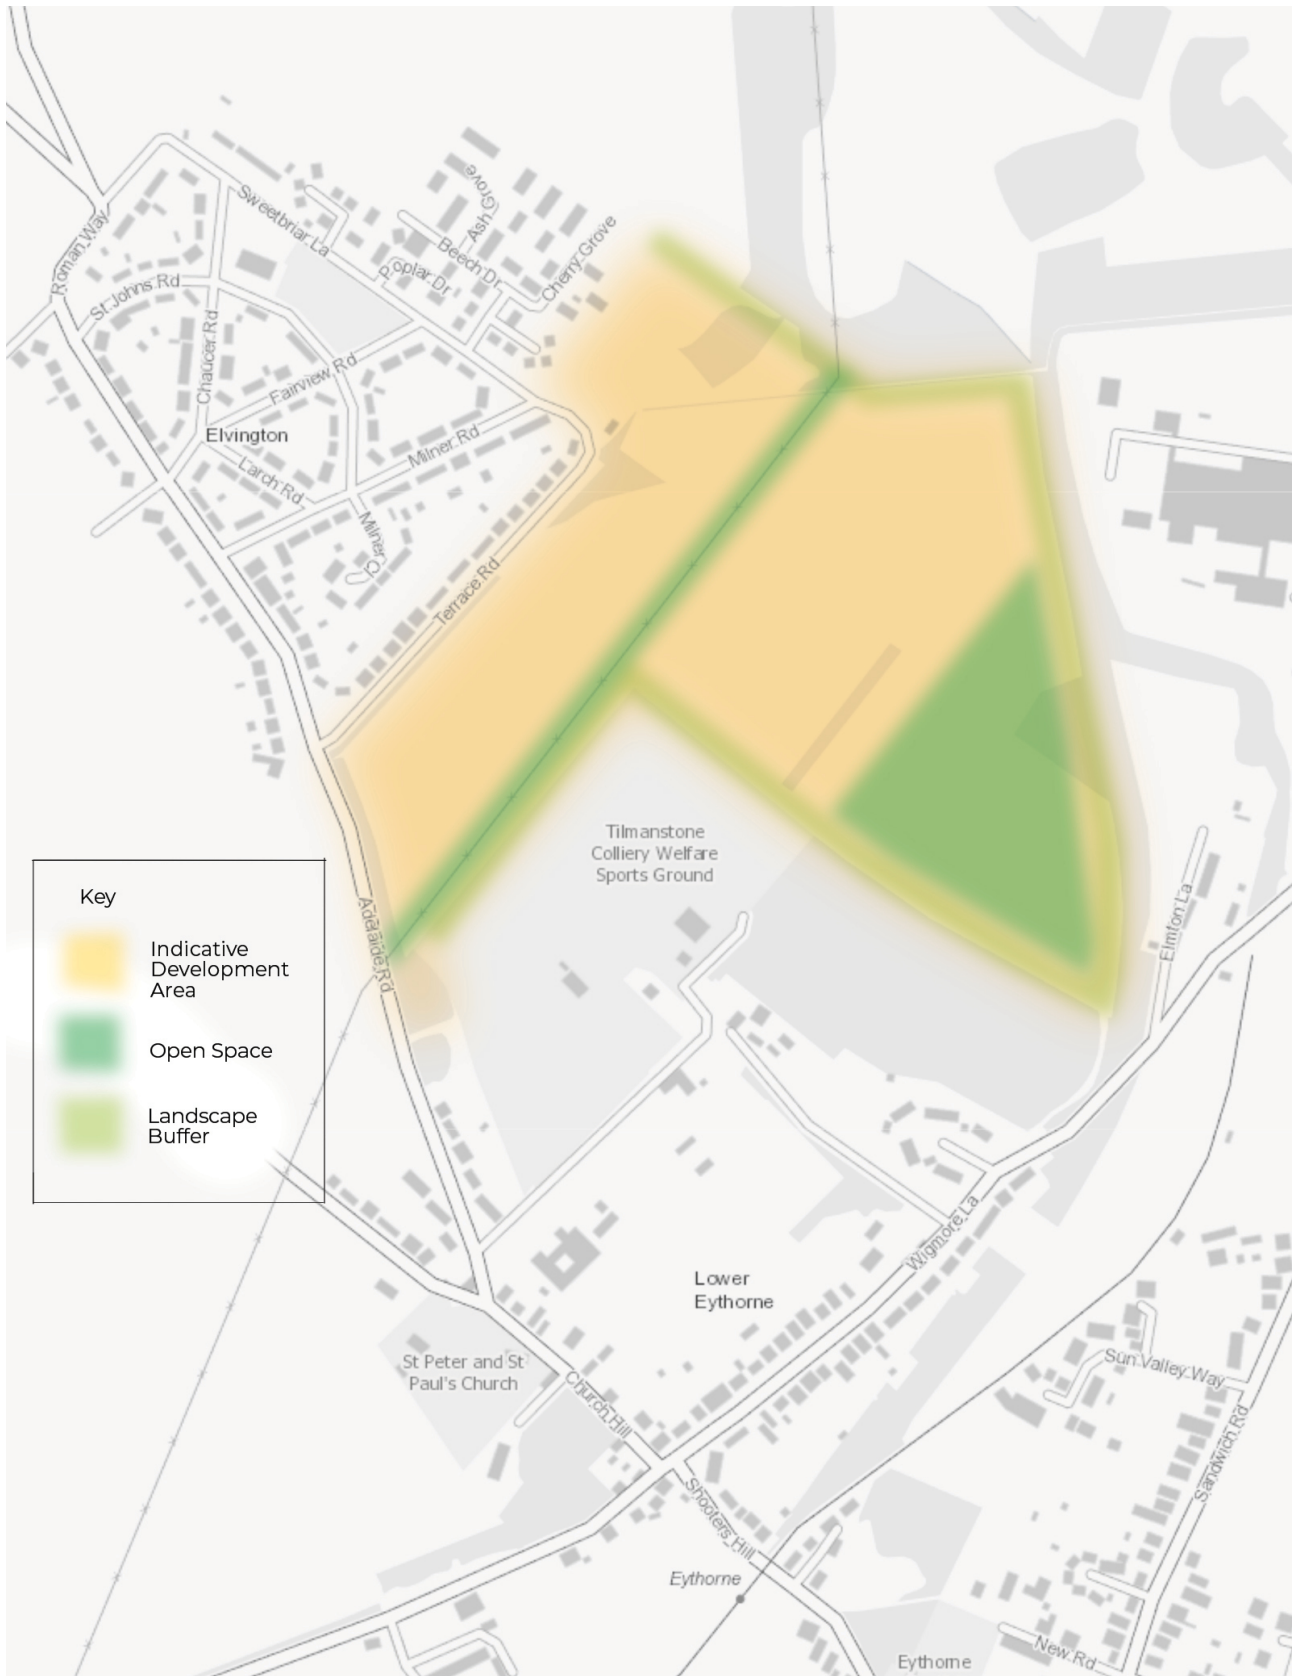 Ash Grove
Sweetbriar La
Beech Dr
Cherry Grove
Poplar Dr
Roman Way
St Johns Rd
Chaucer Rd
Fairview Rd
Elvington
Milner Rd
Larch Rd
Milner Cl
Terrace Rd
Tilmanstone
Colliery Welfare
Sports Ground
Key
Indicative
Development
Area
Open Space
Landscape
Buffer
Adelaide Rd
Elmton La
Wigmore La
Lower
Eythorne
St Peter and St
Paul's Church
Church Hill
Sun Valley Way
Sandwich Rd
Shooters Hill
Eythorne
New Rd
Eythorne